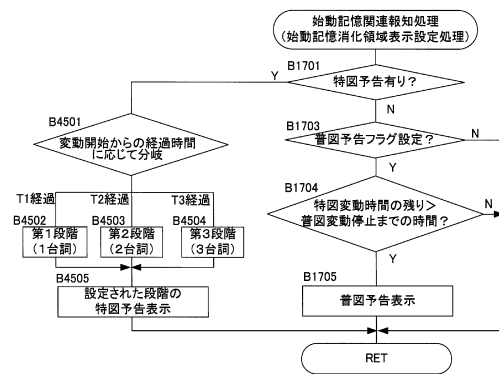 始動記憶関連報知処理
(始動記憶消化領域表示設定処理)
B1701
Y
特図予告有り?
N
B4501
変動開始からの経過時間
に応じて分岐
B1703
普図予告フラグ設定?
N
Y
T1経過
T2経過
T3経過
B1704
特図変動時間の残り>
普図変動停止までの時間?
N
Y
B4502
B4503
B4504
第1段階
(1台詞)
第2段階
(2台詞)
第3段階
(3台詞)
B4505
設定された段階の
特図予告表示
B1705
普図予告表示
RET